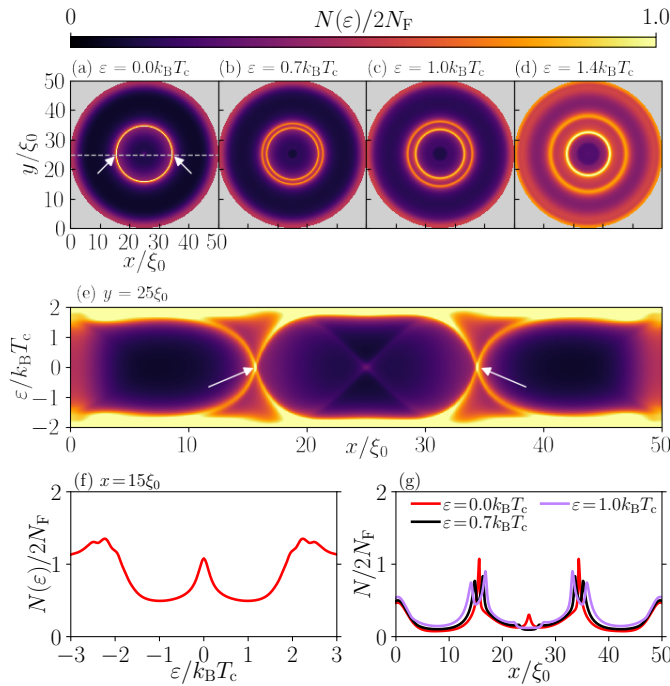 N(ε)/2N_F
0 1.0
(a) ε = 0.0k_BT_c (b) ε = 0.7k_BT_c (c) ε = 1.0k_BT_c (d) ε = 1.4k_BT_c
50
40
30
20
10
0
y/ξ_0
0 10 20 30 40 50
x/ξ_0
(e) y = 25ξ_0
2
1
0
−1
−2
ε/k_BT_c
0 10 20 30 40 50
x/ξ_0
(f) x=15ξ_0
2
1
0
N(ε)/2N_F
−3 −2 −1 0 1 2 3
ε/k_BT_c
(g)
ε=0.0k_BT_c ε=1.0k_BT_c
ε=0.7k_BT_c
2
1
0
N/2N_F
0 10 20 30 40 50
x/ξ_0